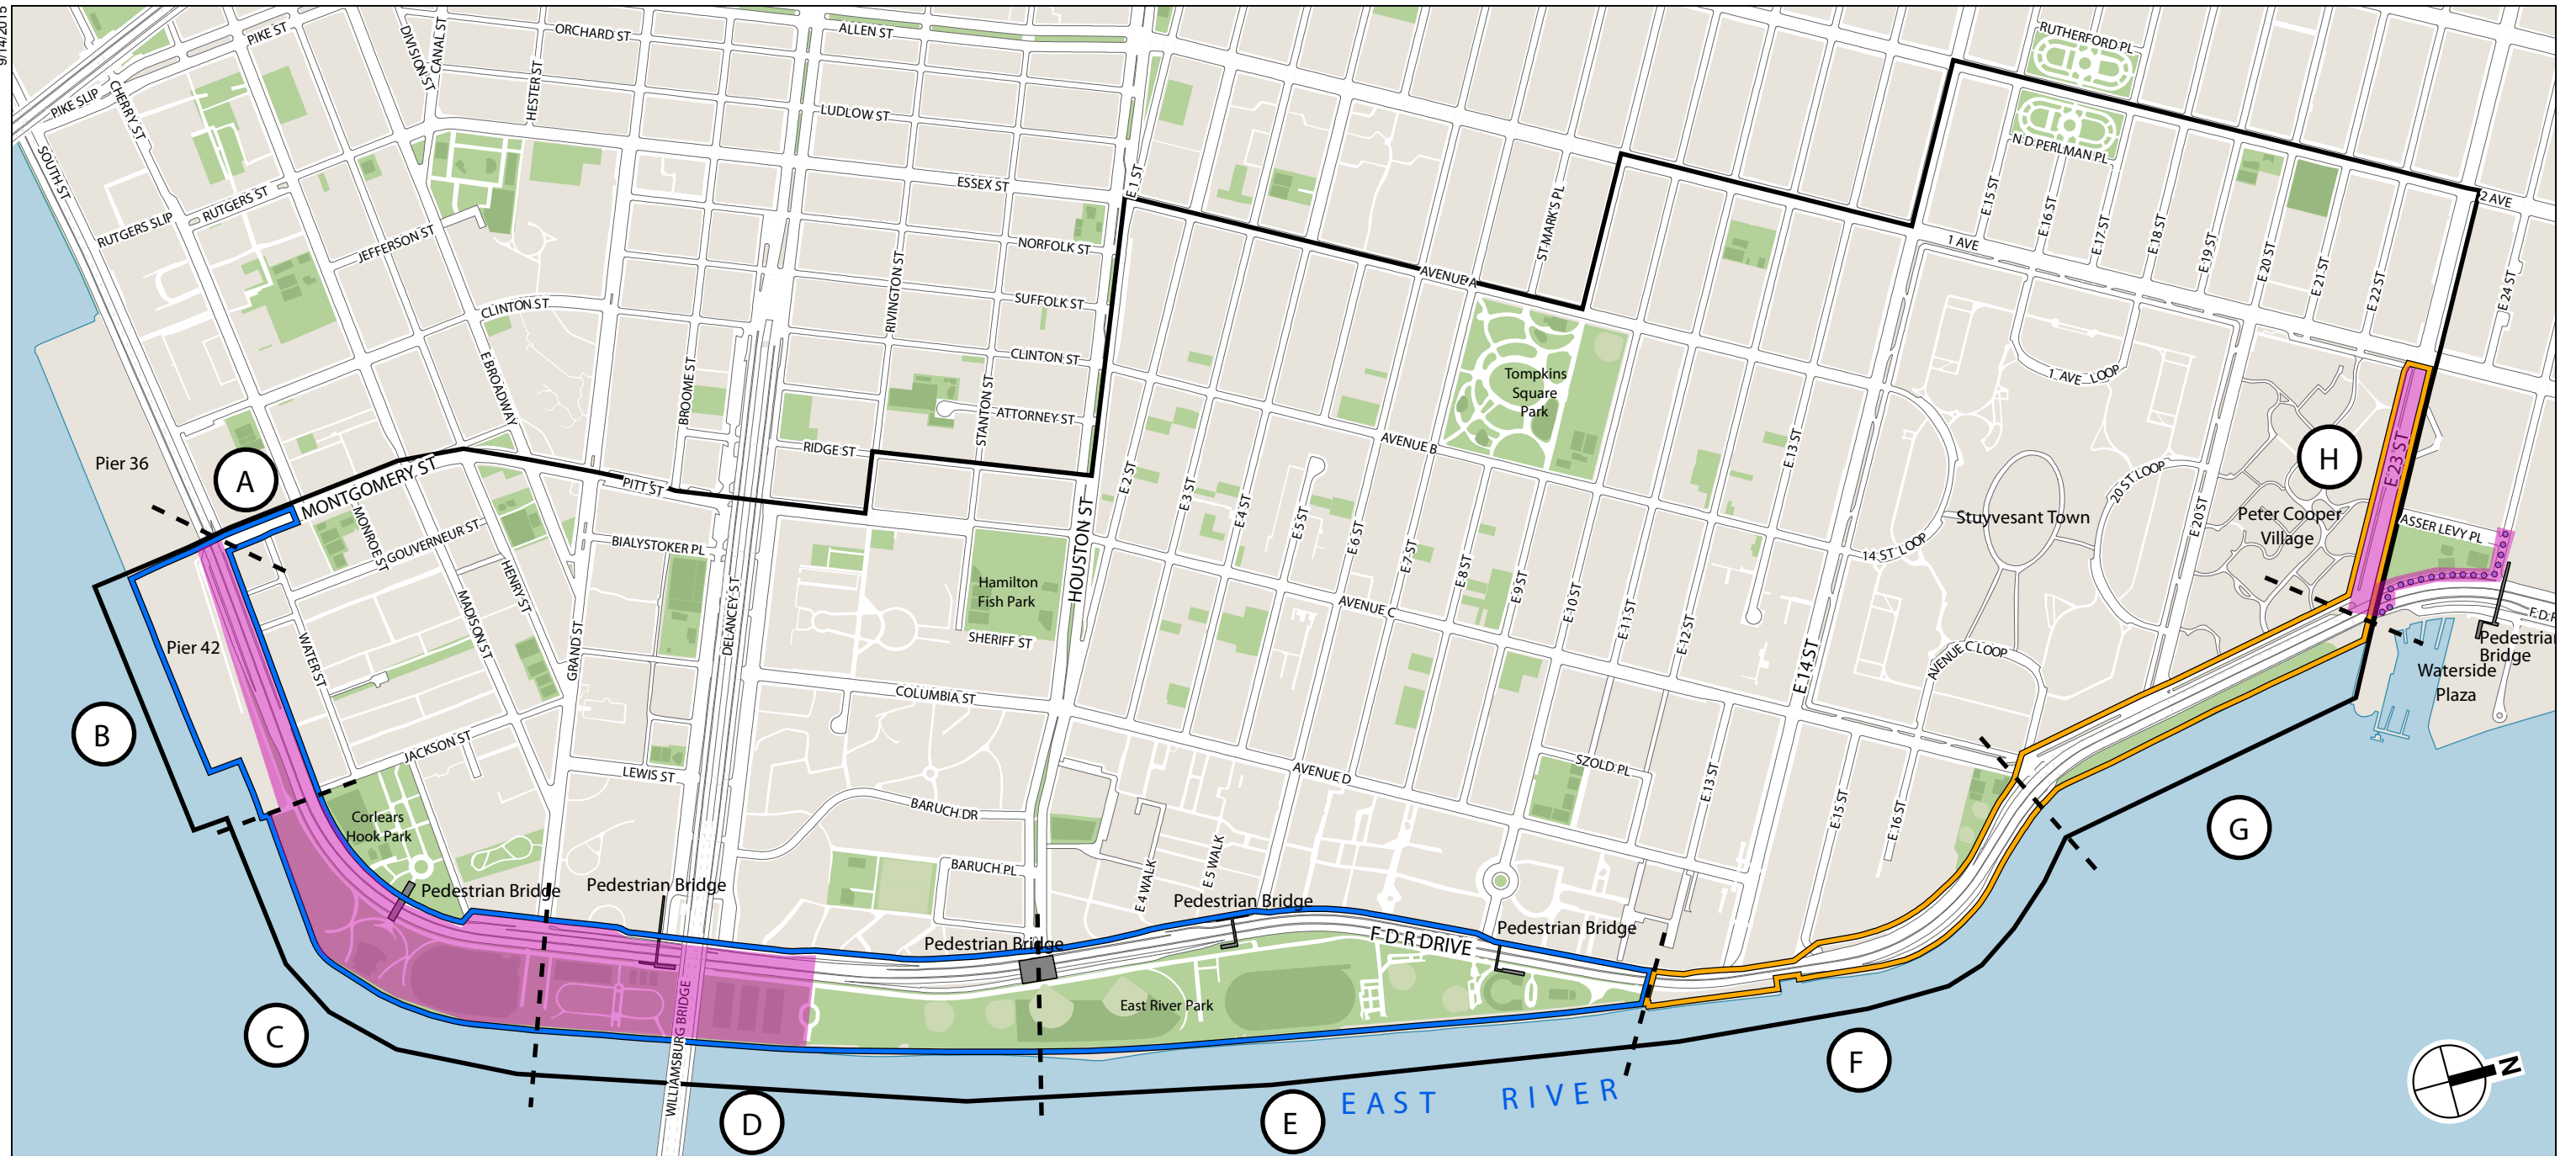 9/14/2015
PIKE ST
DIVISION ST
CANAL ST
ORCHARD ST
ALLEN ST
RUTHERFORD PL
HESTER ST
PIKE SLIP
CHERRY ST
LUDLOW ST
N D PERLMAN PL
SOUTH ST
ESSEX ST
E 1 ST
ST MARK'S PL
E 15 ST
E 16 ST
E 17 ST
E 18 ST
E 19 ST
E 20 ST
E 21 ST
E 22 ST
2 AVE
E 24 ST
RUTGERS SLIP
RUTGERS ST
JEFFERSON ST
NORFOLK ST
1 AVE
AVENUE A
CLINTON ST
RIVINGTON ST
SUFFOLK ST
E BROADWAY
BROOME ST
CLINTON ST
STANTON ST
ATTORNEY ST
Tompkins
Square
Park
1 AVE LOOP
RIDGE ST
AVENUE B
E 13 ST
Pier 36
A
MONTGOMERY ST
PITT ST
HOUSTON ST
E 2 ST
E 3 ST
E 4 ST
E 5 ST
E 6 ST
E 7 ST
E 8 ST
E 9 ST
E 10 ST
E 11 ST
E 12 ST
20 ST LOOP
H
E 23 ST
Stuyvesant Town
E 20 ST
Peter Cooper
Village
ASSER LEVY PL
MONROE ST
GOUVERNEUR ST
HENRY ST
BIALYSTOKER PL
14 ST LOOP
Hamilton
Fish Park
DELANCEY ST
SHERIFF ST
AVENUE C
MADISON ST
WATER ST
GRAND ST
Pier 42
E 14 ST
AVENUE C LOOP
F D R
Pedestrian
Bridge
Waterside
Plaza
COLUMBIA ST
B
JACKSON ST
LEWIS ST
AVENUE D
SZOLD PL
E 13 ST
E 15 ST
E 16 ST
BARUCH DR
Corlears
Hook Park
BARUCH PL
E 4 WALK
E 5 WALK
G
Pedestrian Bridge
Pedestrian Bridge
Pedestrian Bridge
Pedestrian Bridge
Pedestrian Bridge
F D R DRIVE
East River Park
WILLIAMSBURG BRIDGE
C
D
E
F
EAST RIVER
N